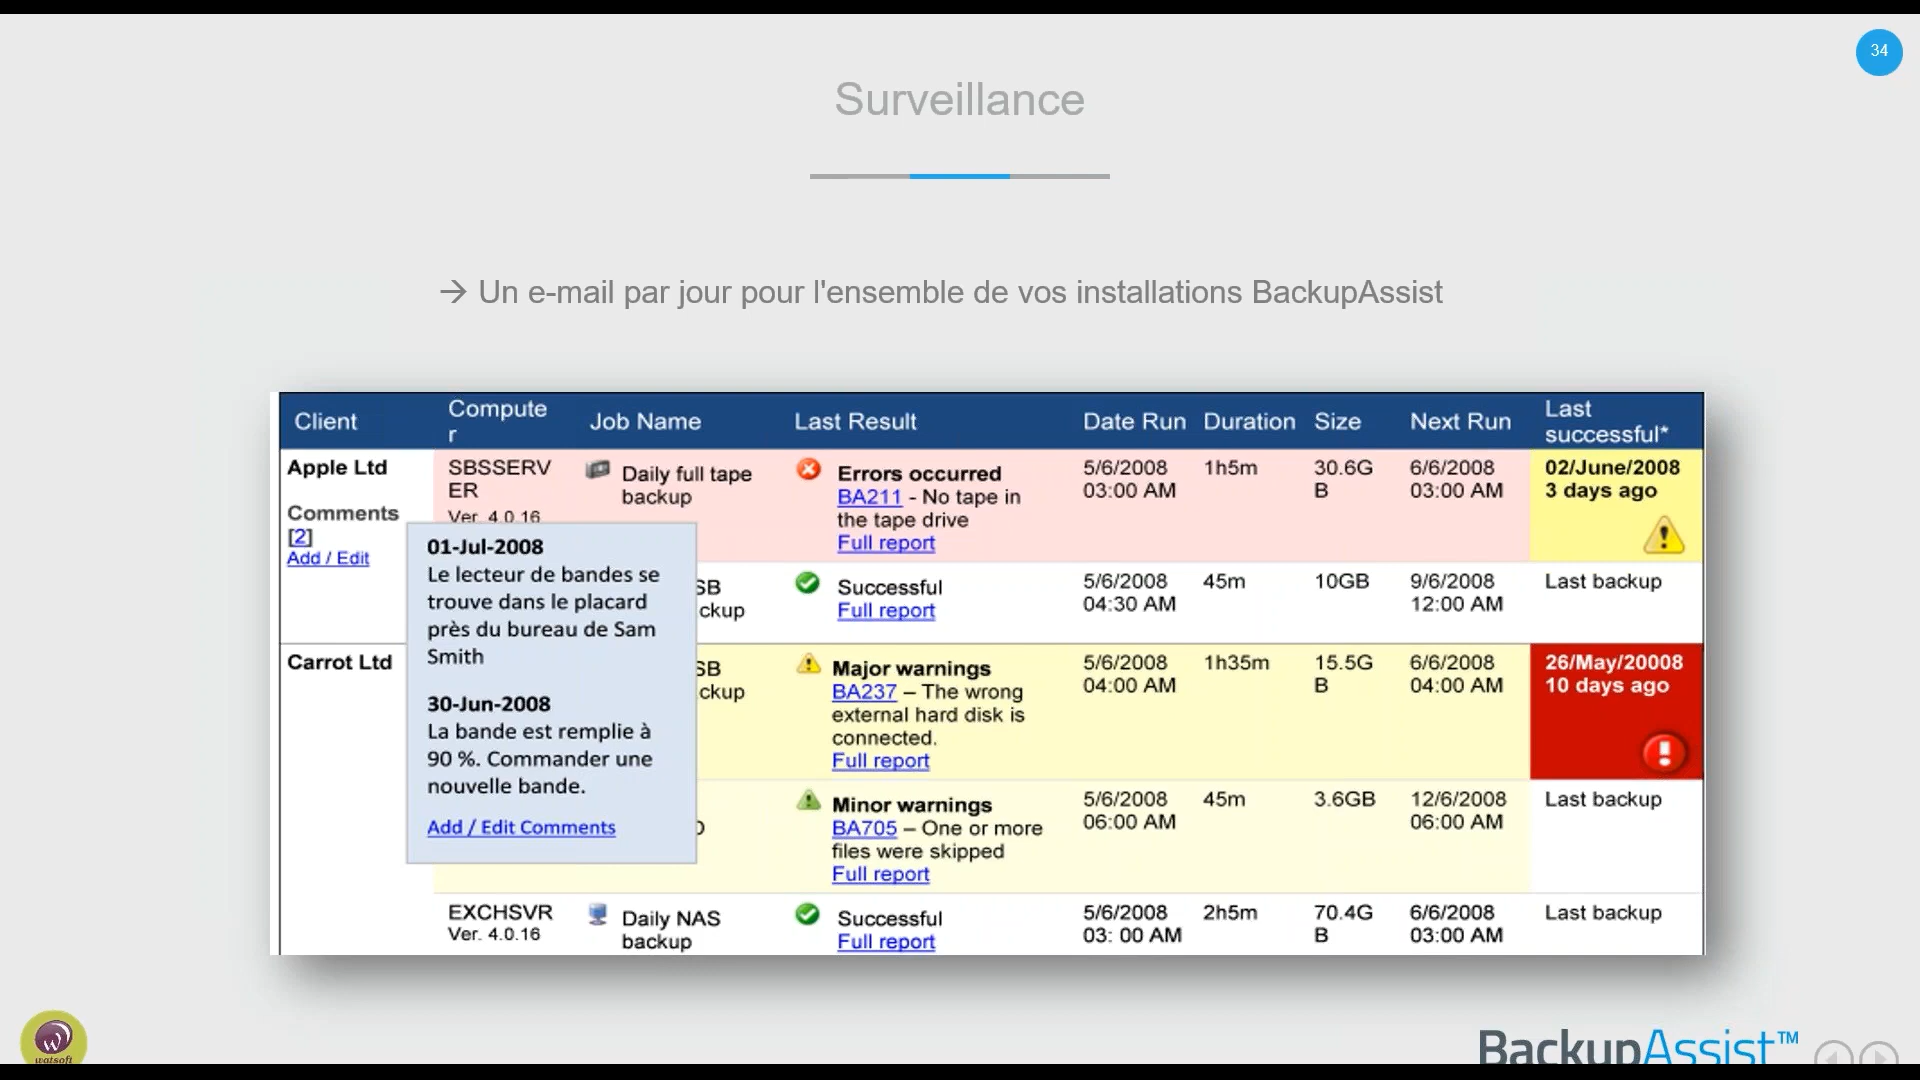 34
Surveillance
→ Un e-mail par jour pour l'ensemble de vos installations BackupAssist
Client Compute Job Name Last Result Date Run Duration Size Next Run Last
r successful*
Apple Ltd SBSSERV Daily full tape Errors occurred 5/6/2008 1h5m 30.6G 6/6/2008 02/June/2008
ER backup BA211 - No tape in 03:00 AM B 03:00 AM 3 days ago
Comments Ver. 4.0.16 the tape drive
[2] Full report
Add / Edit
01-Jul-2008
Le lecteur de bandes se
trouve dans le placard
près du bureau de Sam
Smith
30-Jun-2008
La bande est remplie à
90 %. Commander une
nouvelle bande.
Add / Edit Comments
SB Successful 5/6/2008 45m 10GB 9/6/2008 Last backup
ckup Full report 04:30 AM 12:00 AM
Carrot Ltd SB Major warnings 5/6/2008 1h35m 15.5G 6/6/2008 26/May/20008
ckup BA237 – The wrong 04:00 AM B 04:00 AM 10 days ago
external hard disk is
connected.
Full report
Minor warnings 5/6/2008 45m 3.6GB 12/6/2008 Last backup
BA705 – One or more 06:00 AM 06:00 AM
files were skipped
Full report
EXCHSVR Daily NAS Successful 5/6/2008 2h5m 70.4G 6/6/2008 Last backup
Ver. 4.0.16 backup Full report 03: 00 AM B 03:00 AM
watsoft
BackupAssist™